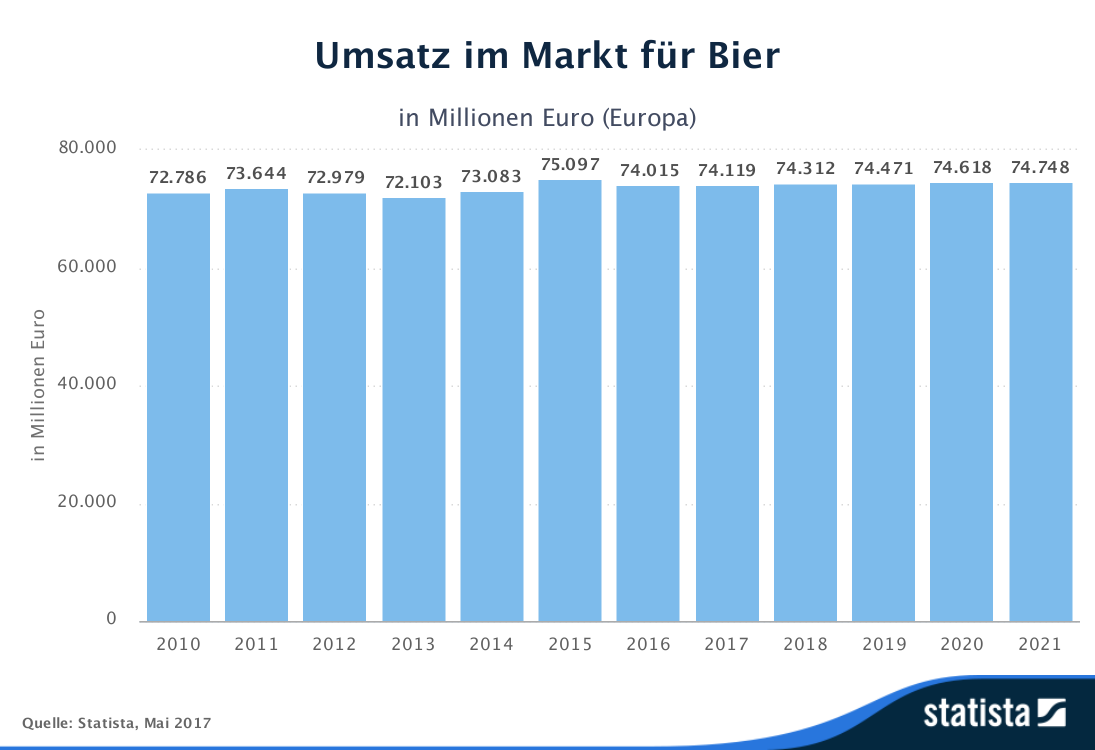 Umsatz im Markt für Bier
in Millionen Euro (Europa)
in Millionen Euro
80.000
60.000
40.000
20.000
0
72.786 73.644 72.979 72.103 73.083 75.097 74.015 74.119 74.312 74.471 74.618 74.748
2010 2011 2012 2013 2014 2015 2016 2017 2018 2019 2020 2021
Quelle: Statista, Mai 2017
statista